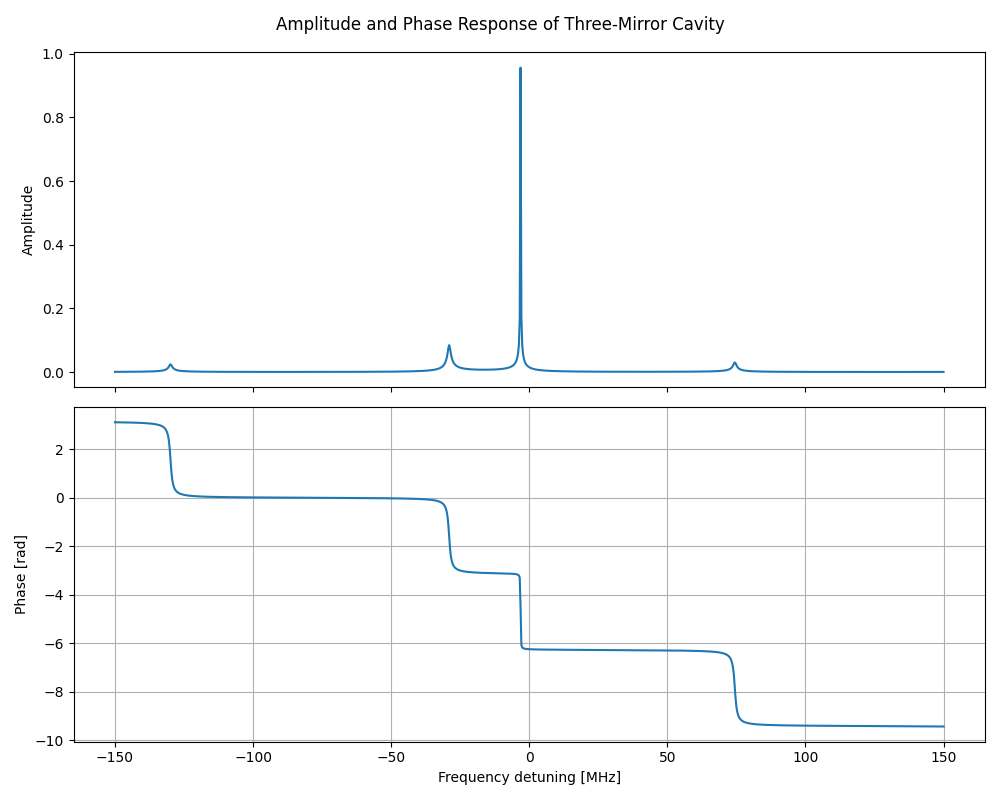 Amplitude and Phase Response of Three-Mirror Cavity
1.0
0.8
0.6
0.4
0.2
0.0
Amplitude
2
0
−2
−4
−6
−8
−10
Phase [rad]
−150 −100 −50 0 50 100 150
Frequency detuning [MHz]